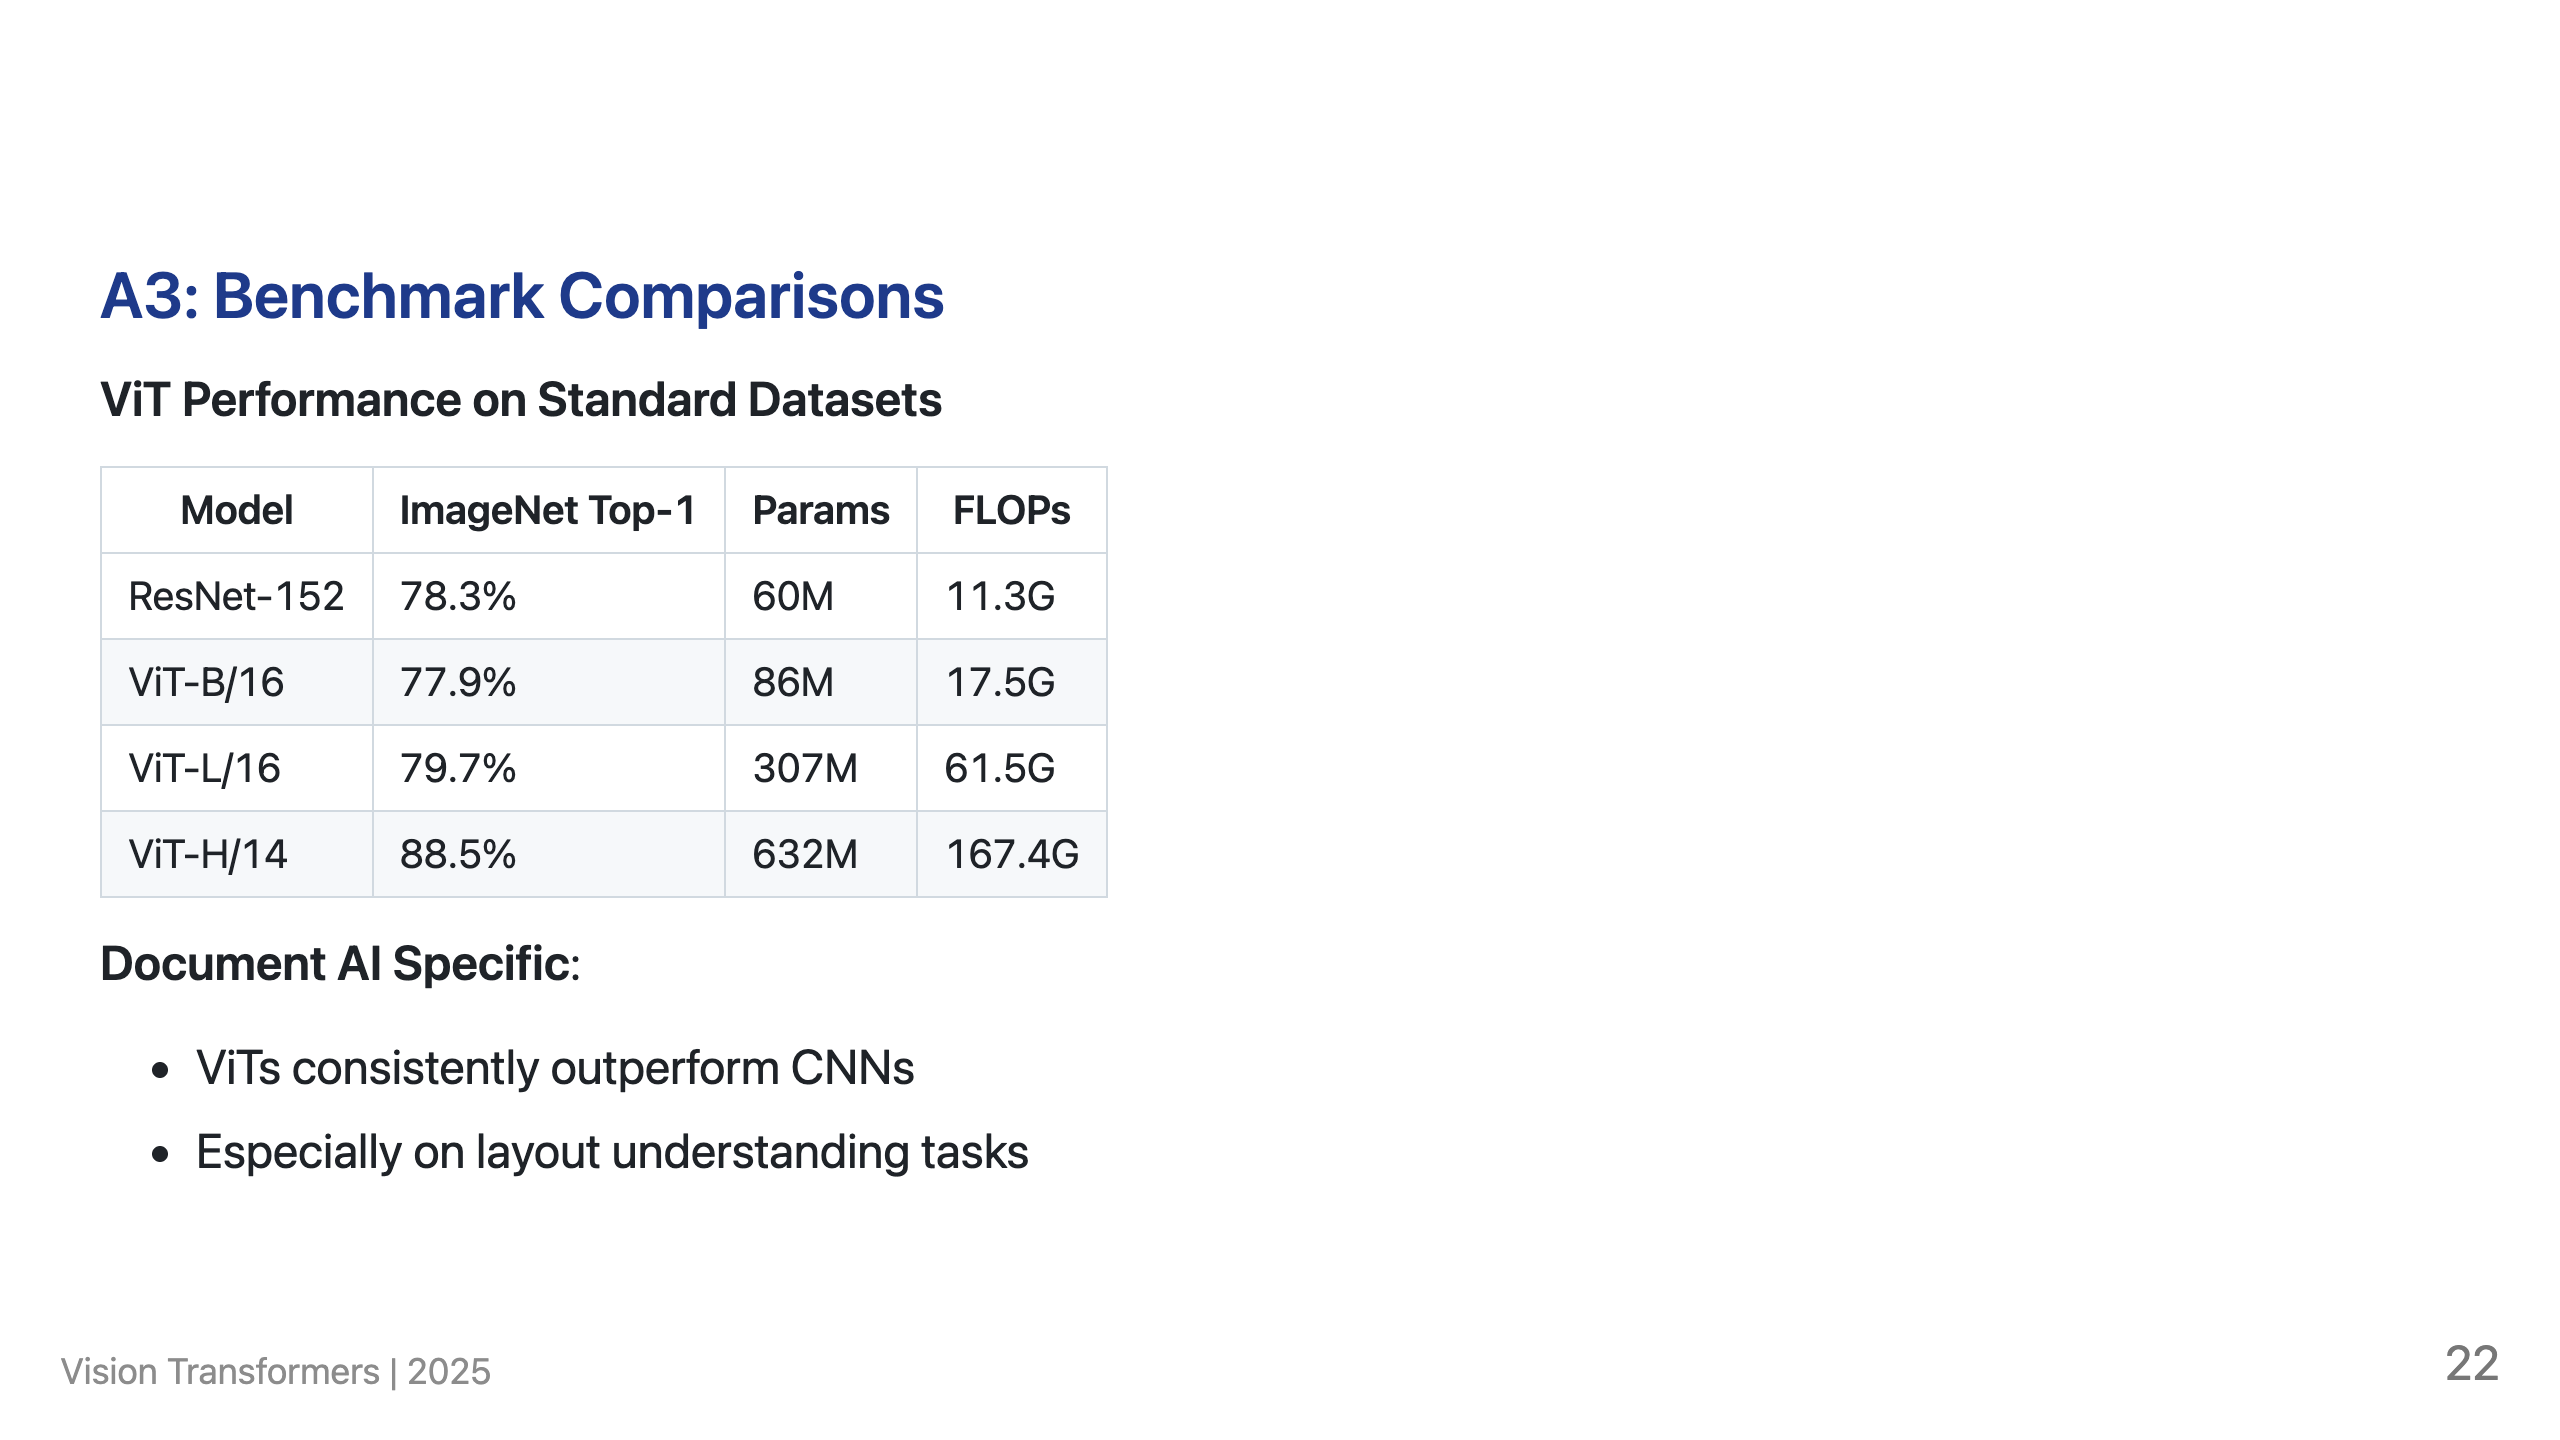 A3: Benchmark Comparisons
ViT Performance on Standard Datasets
Model ImageNet Top-1 Params FLOPs
ResNet-152 78.3% 60M 11.3G
ViT-B/16 77.9% 86M 17.5G
ViT-L/16 79.7% 307M 61.5G
ViT-H/14 88.5% 632M 167.4G
Document AI Specific:
• ViTs consistently outperform CNNs
• Especially on layout understanding tasks
Vision Transformers | 2025
22